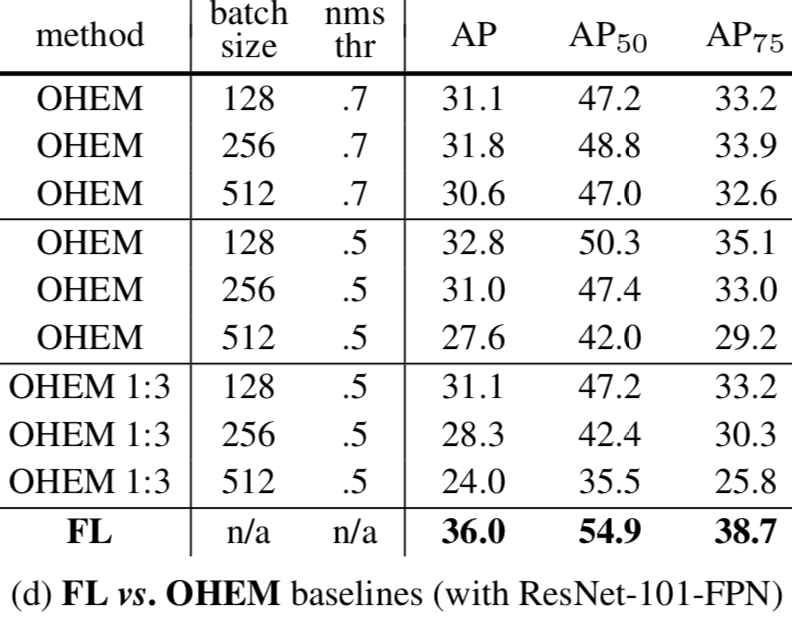 method batch size nms thr AP AP50 AP75
OHEM 128 .7 31.1 47.2 33.2
OHEM 256 .7 31.8 48.8 33.9
OHEM 512 .7 30.6 47.0 32.6
OHEM 128 .5 32.8 50.3 35.1
OHEM 256 .5 31.0 47.4 33.0
OHEM 512 .5 27.6 42.0 29.2
OHEM 1:3 128 .5 31.1 47.2 33.2
OHEM 1:3 256 .5 28.3 42.4 30.3
OHEM 1:3 512 .5 24.0 35.5 25.8
FL n/a n/a 36.0 54.9 38.7
(d) FL vs. OHEM baselines (with ResNet-101-FPN)